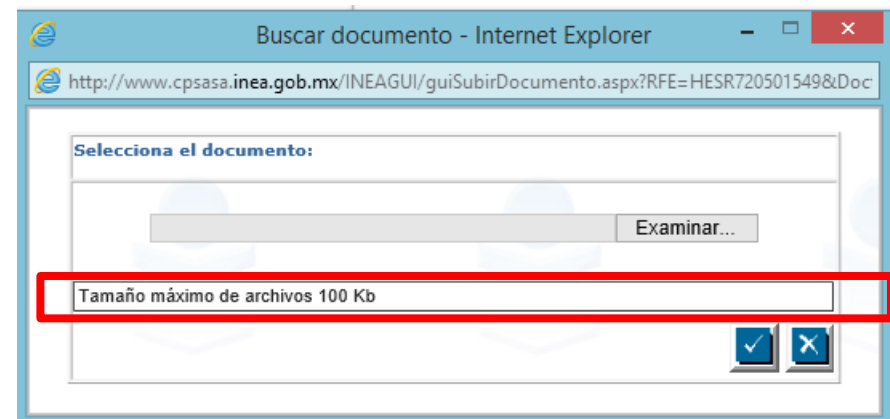 Buscar documento - Internet Explorer
http://www.cpsasa.inea.gob.mx/INEAGUI/guiSubirDocumento.aspx?RFE=HESR720501549&Doc
Selecciona el documento:
Examinar...
Tamaño máximo de archivos 100 Kb